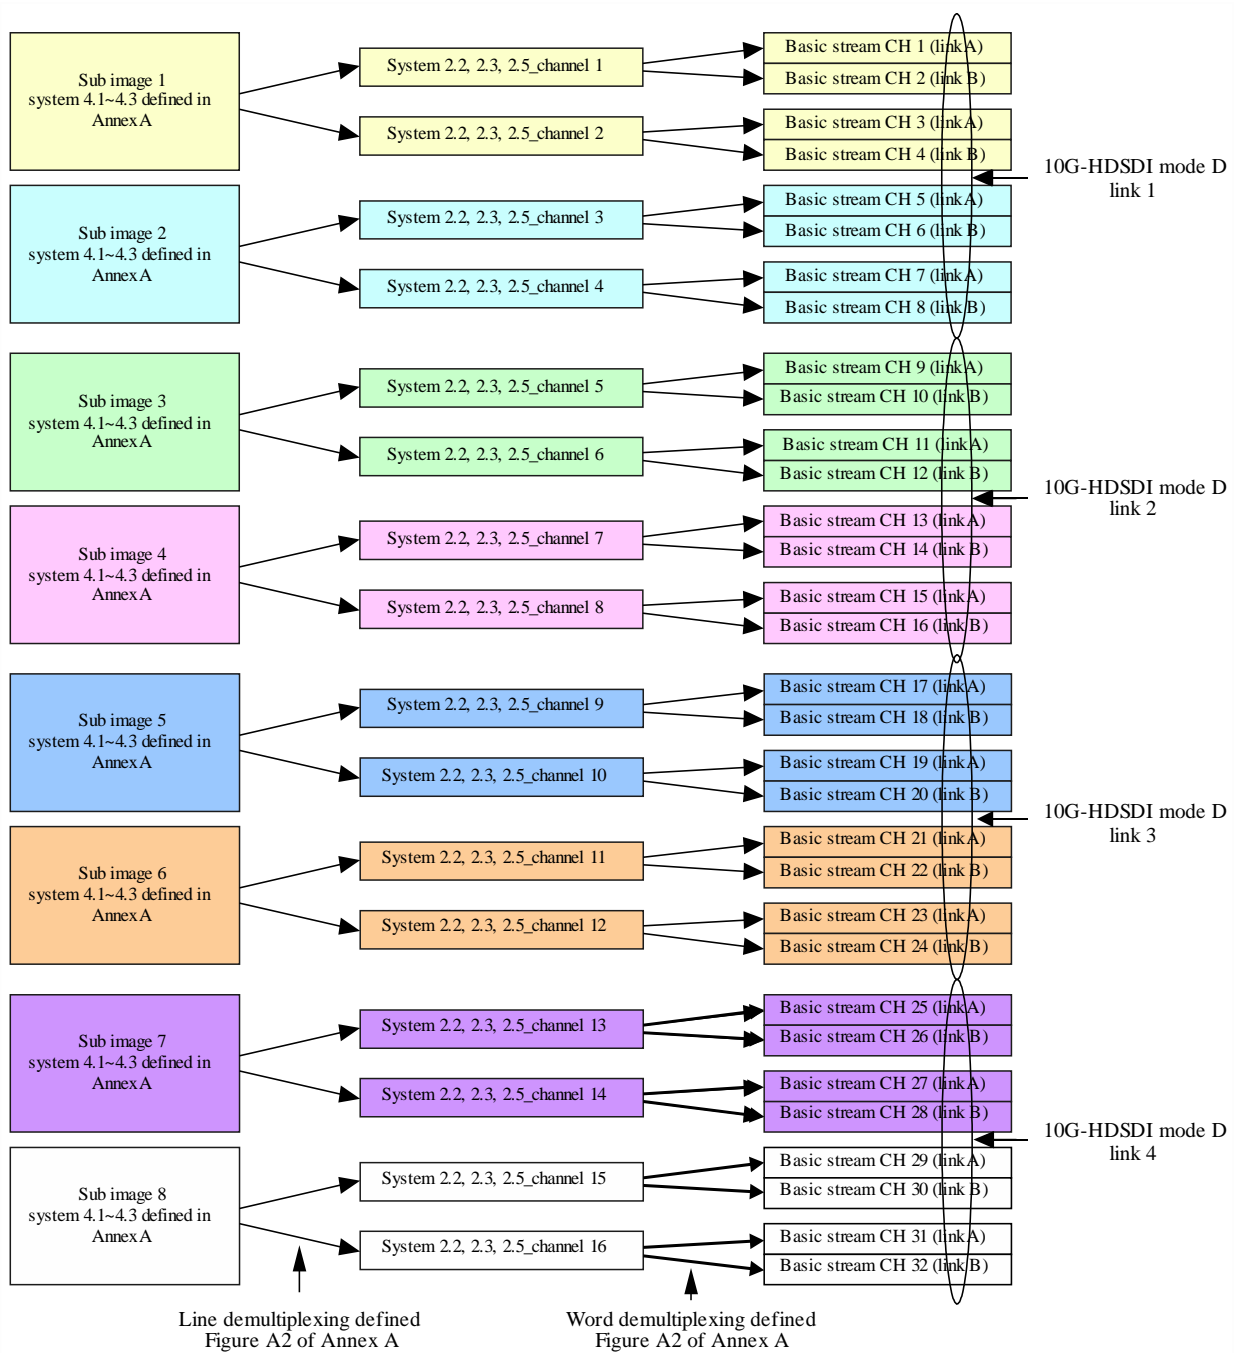 Sub image 1
system 4.1~4.3 defined in
Annex A
System 2.2, 2.3, 2.5_channel 1
System 2.2, 2.3, 2.5_channel 2
Basic stream CH 1 (link A)
Basic stream CH 2 (link B)
Basic stream CH 3 (link A)
Basic stream CH 4 (link B)
10G-HDSDI mode D
link 1
Sub image 2
system 4.1~4.3 defined in
Annex A
System 2.2, 2.3, 2.5_channel 3
System 2.2, 2.3, 2.5_channel 4
Basic stream CH 5 (link A)
Basic stream CH 6 (link B)
Basic stream CH 7 (link A)
Basic stream CH 8 (link B)
Sub image 3
system 4.1~4.3 defined in
Annex A
System 2.2, 2.3, 2.5_channel 5
System 2.2, 2.3, 2.5_channel 6
Basic stream CH 9 (link A)
Basic stream CH 10 (link B)
Basic stream CH 11 (link A)
Basic stream CH 12 (link B)
10G-HDSDI mode D
link 2
Sub image 4
system 4.1~4.3 defined in
Annex A
System 2.2, 2.3, 2.5_channel 7
System 2.2, 2.3, 2.5_channel 8
Basic stream CH 13 (link A)
Basic stream CH 14 (link B)
Basic stream CH 15 (link A)
Basic stream CH 16 (link B)
Sub image 5
system 4.1~4.3 defined in
Annex A
System 2.2, 2.3, 2.5_channel 9
System 2.2, 2.3, 2.5_channel 10
Basic stream CH 17 (link A)
Basic stream CH 18 (link B)
Basic stream CH 19 (link A)
Basic stream CH 20 (link B)
10G-HDSDI mode D
link 3
Sub image 6
system 4.1~4.3 defined in
Annex A
System 2.2, 2.3, 2.5_channel 11
System 2.2, 2.3, 2.5_channel 12
Basic stream CH 21 (link A)
Basic stream CH 22 (link B)
Basic stream CH 23 (link A)
Basic stream CH 24 (link B)
Sub image 7
system 4.1~4.3 defined in
Annex A
System 2.2, 2.3, 2.5_channel 13
System 2.2, 2.3, 2.5_channel 14
Basic stream CH 25 (link A)
Basic stream CH 26 (link B)
Basic stream CH 27 (link A)
Basic stream CH 28 (link B)
10G-HDSDI mode D
link 4
Sub image 8
system 4.1~4.3 defined in
Annex A
System 2.2, 2.3, 2.5_channel 15
System 2.2, 2.3, 2.5_channel 16
Basic stream CH 29 (link A)
Basic stream CH 30 (link B)
Basic stream CH 31 (link A)
Basic stream CH 32 (link B)
Line demultiplexing defined
Figure A2 of Annex A
Word demultiplexing defined
Figure A2 of Annex A